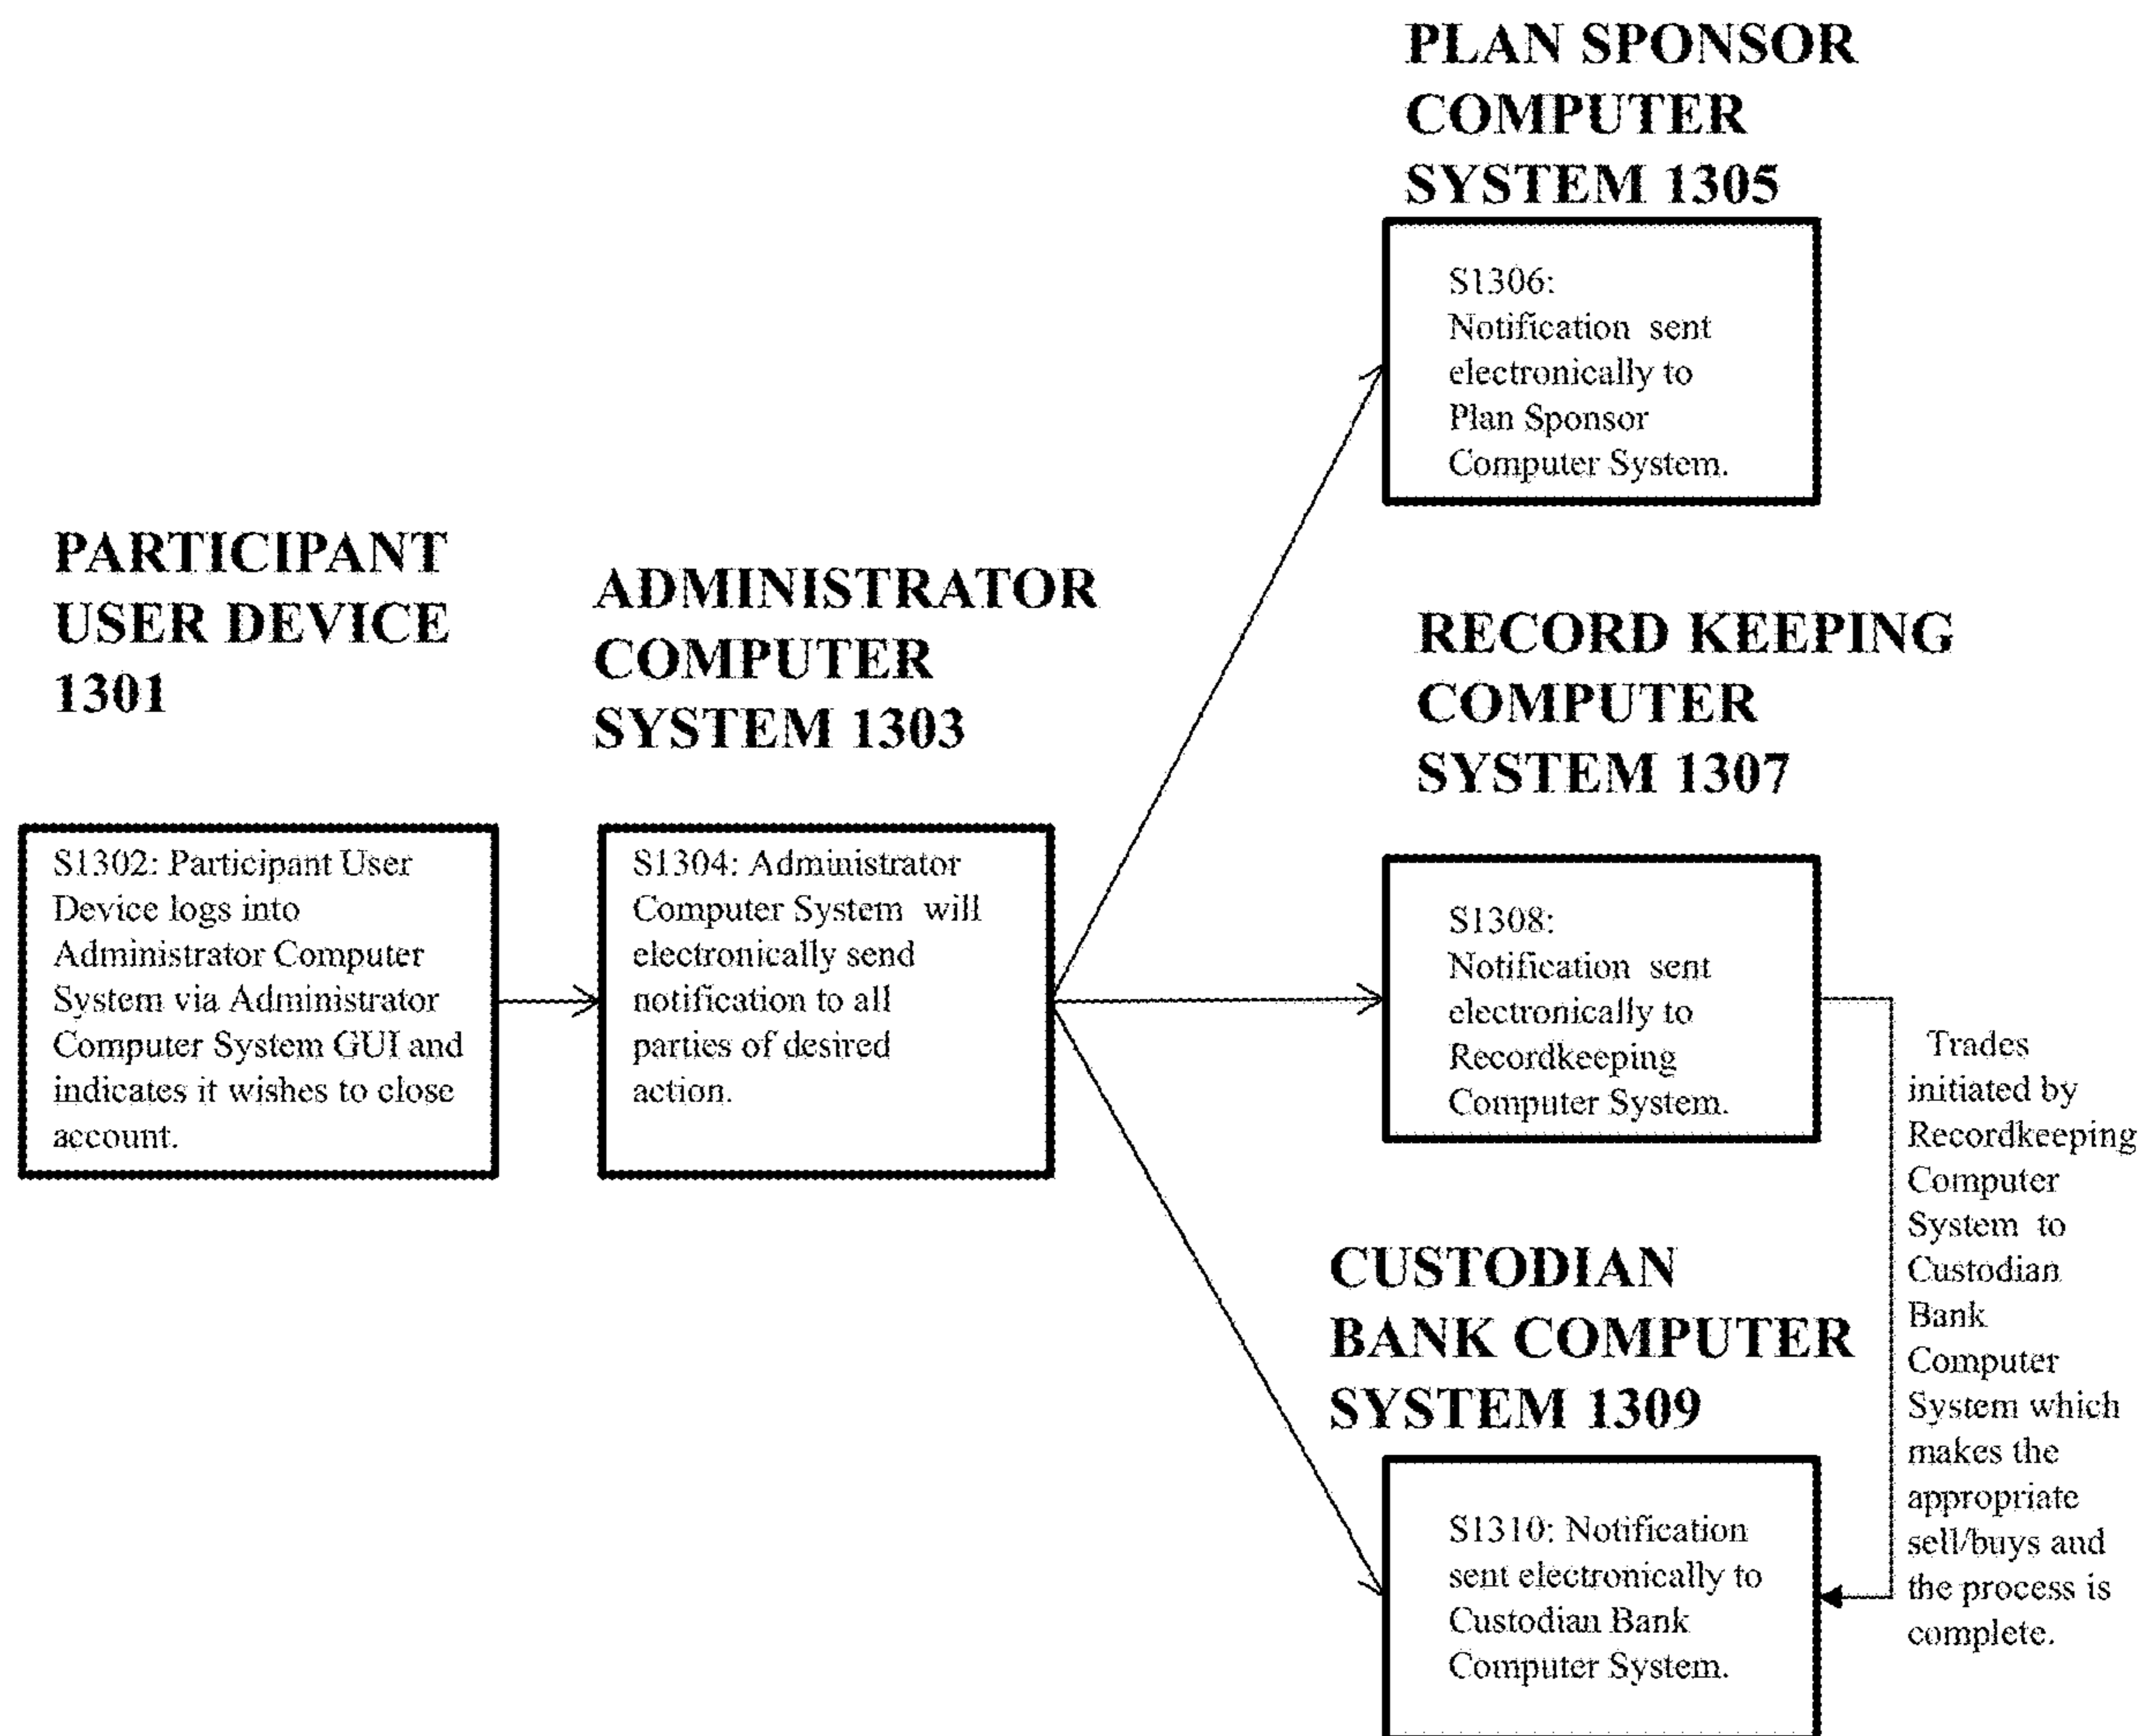 PLAN SPONSOR
COMPUTER
SYSTEM 1305
S1306:
Notification sent
electronically to
Plan Sponsor
Computer System.
PARTICIPANT
USER DEVICE
1301
S1302: Participant User
Device logs into
Administrator Computer
System via Administrator
Computer System GUI and
indicates it wishes to close
account.
ADMINISTRATOR
COMPUTER
SYSTEM 1303
S1304: Administrator
Computer System will
electronically send
notification to all
parties of desired
action.
RECORD KEEPING
COMPUTER
SYSTEM 1307
S1308:
Notification sent
electronically to
Recordkeeping
Computer System.
Trades
initiated by
Recordkeeping
Computer
System to
Custodian
Bank
Computer
System which
makes the
appropriate
sell/buys and
the process is
complete.
CUSTODIAN
BANK COMPUTER
SYSTEM 1309
S1310: Notification
sent electronically to
Custodian Bank
Computer System.